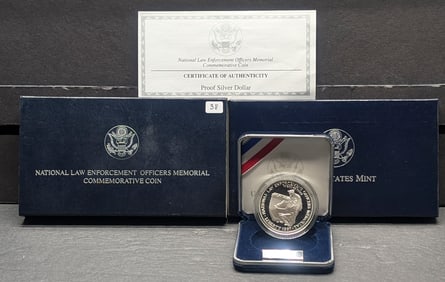 National Law Enforcement Officers Memorial
Commemorative Coin
CERTIFICATE OF AUTHENTICITY
Proof Silver Dollar
38
NATIONAL LAW ENFORCEMENT OFFICERS MEMORIAL
COMMEMORATIVE COIN
TATES MINT